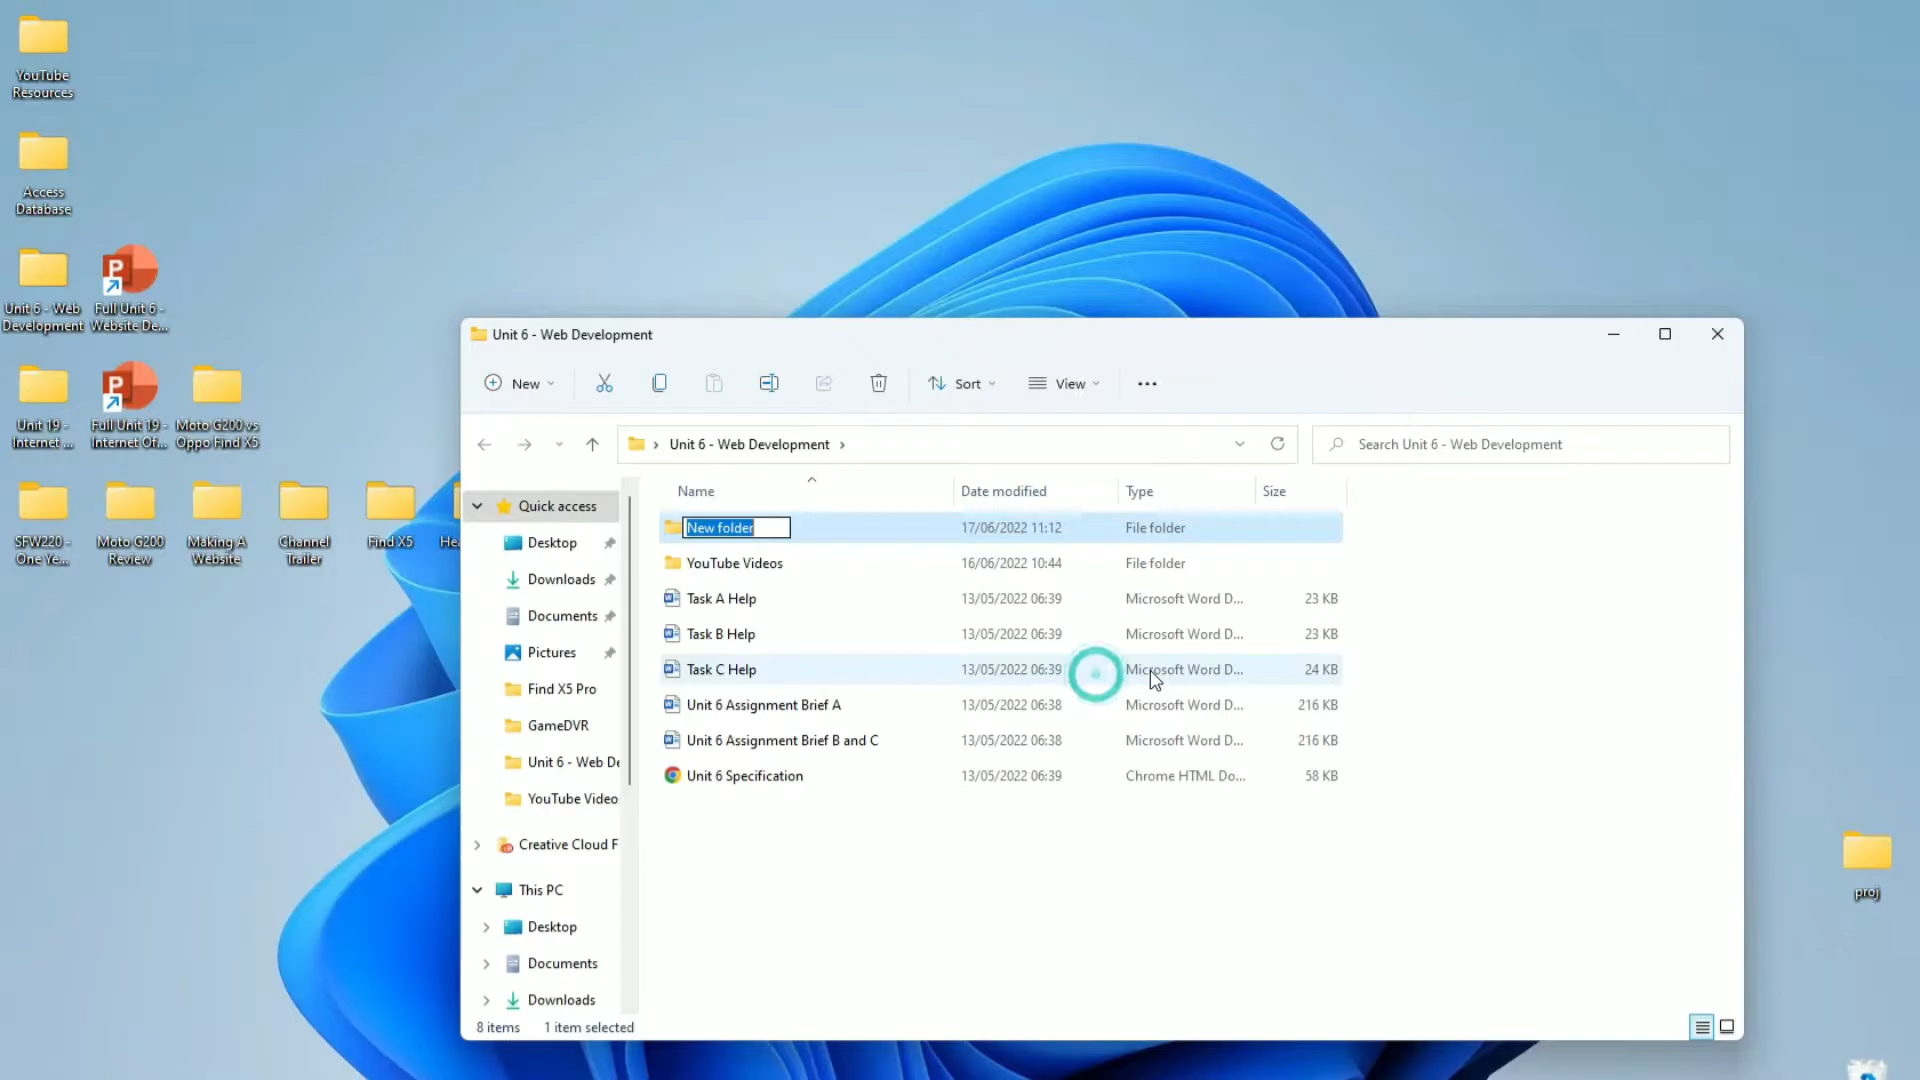 YouTube
Resources
Access
Database
Unit 6 - Web
Development
Full Unit 6 -
Website De...
Unit 19 -
Internet ...
Full Unit 19 -
Internet Of...
Moto G200 vs
Oppo Find X5
SFW220 -
One Ye...
Moto G200
Review
Making A
Website
Channel
Trailer
Find X5
Hea
proj
Unit 6 - Web Development
New
Sort
View
Unit 6 - Web Development
Search Unit 6 - Web Development
Name Date modified Type Size
New folder 17/06/2022 11:12 File folder
YouTube Videos 16/06/2022 10:44 File folder
Task A Help 13/05/2022 06:39 Microsoft Word D... 23 KB
Task B Help 13/05/2022 06:39 Microsoft Word D... 23 KB
Task C Help 13/05/2022 06:39 Microsoft Word D... 24 KB
Unit 6 Assignment Brief A 13/05/2022 06:38 Microsoft Word D... 216 KB
Unit 6 Assignment Brief B and C 13/05/2022 06:38 Microsoft Word D... 216 KB
Unit 6 Specification 13/05/2022 06:39 Chrome HTML Do... 58 KB
Quick access
Desktop
Downloads
Documents
Pictures
Find X5 Pro
GameDVR
Unit 6 - Web De
YouTube Video
Creative Cloud F
This PC
Desktop
Documents
Downloads
8 items 1 item selected